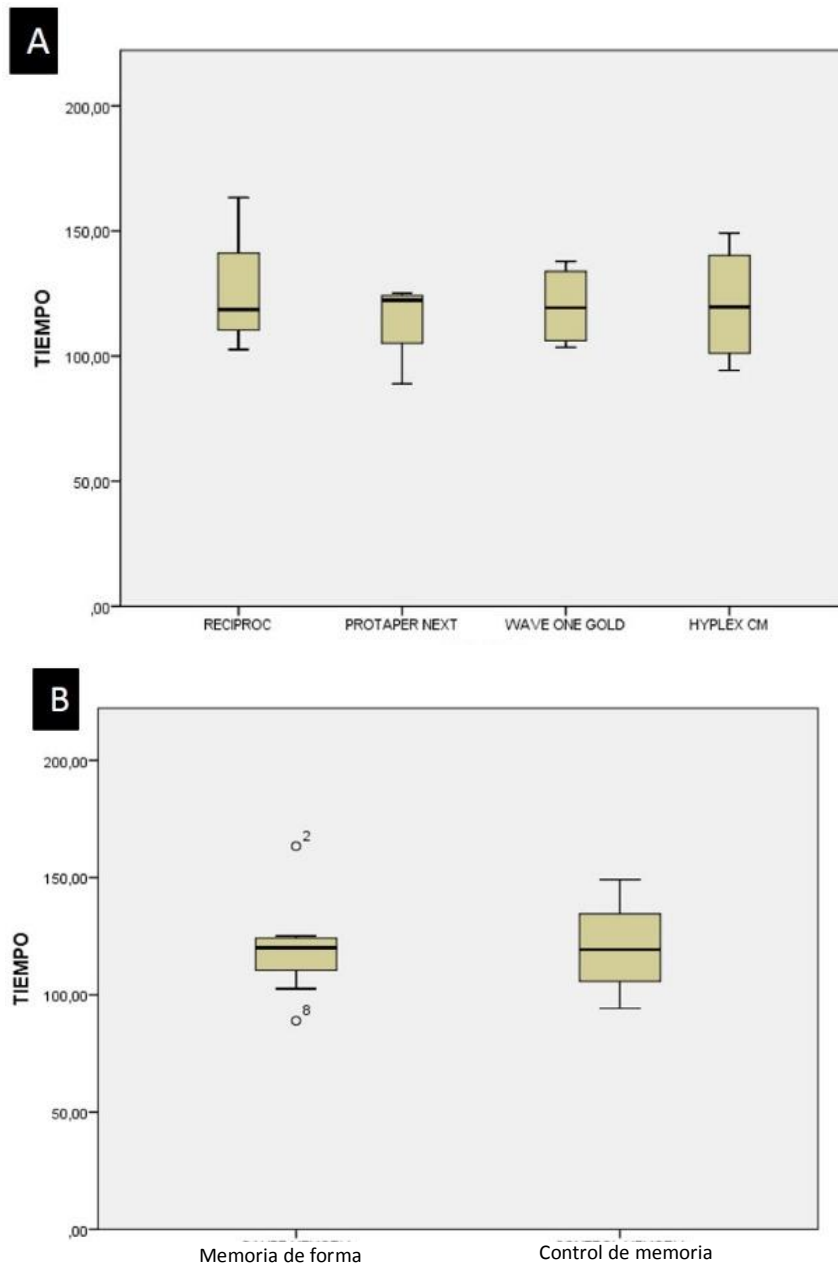 A
200,00
150,00
TIEMPO
100,00
50,00
,00
RECIPROC PROTAPER NEXT WAVE ONE GOLD HYPLEX CM
B
200,00
2
150,00
TIEMPO
100,00
8
50,00
,00
Memoria de forma Control de memoria